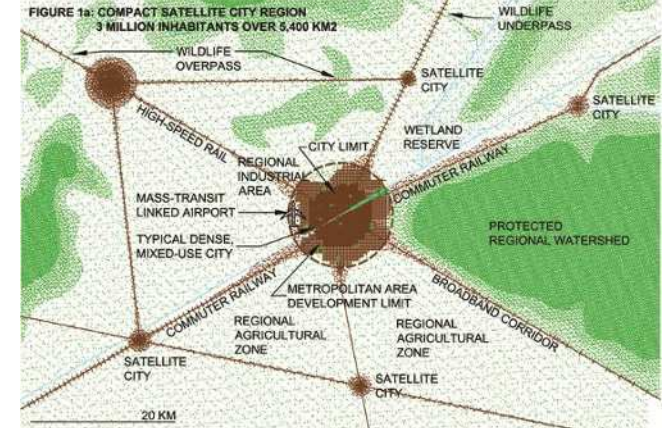 FIGURE 1a: COMPACT SATELLITE CITY REGION
3 MILLION INHABITANTS OVER 5,400 KM2
WILDLIFE
UNDERPASS
WILDLIFE
OVERPASS
SATELLITE
CITY
SATELLITE
CITY
HIGH-SPEED RAIL
WETLAND
RESERVE
CITY LIMIT
REGIONAL
INDUSTRIAL
AREA
COMMUTER RAILWAY
MASS-TRANSIT
LINKED AIRPORT
TYPICAL DENSE,
MIXED-USE CITY
PROTECTED
REGIONAL WATERSHED
COMMUTER RAILWAY
METROPOLITAN AREA
DEVELOPMENT LIMIT
BROADBAND CORRIDOR
REGIONAL
AGRICULTURAL
ZONE
REGIONAL
AGRICULTURAL
ZONE
SATELLITE
CITY
SATELLITE
CITY
20 KM